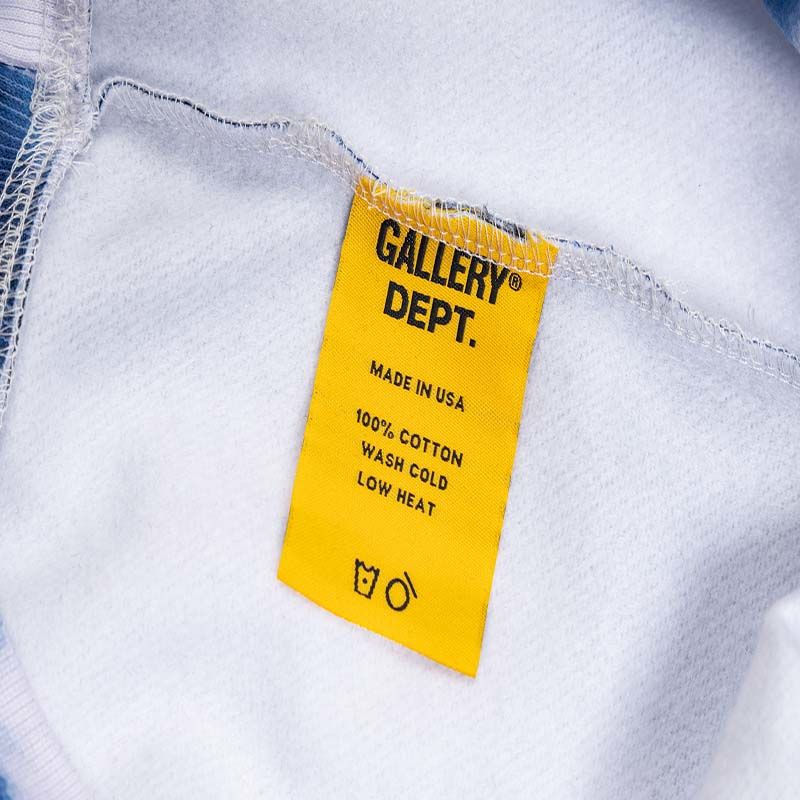 GALLERY®
DEPT.
MADE IN USA
100% COTTON
WASH COLD
LOW HEAT